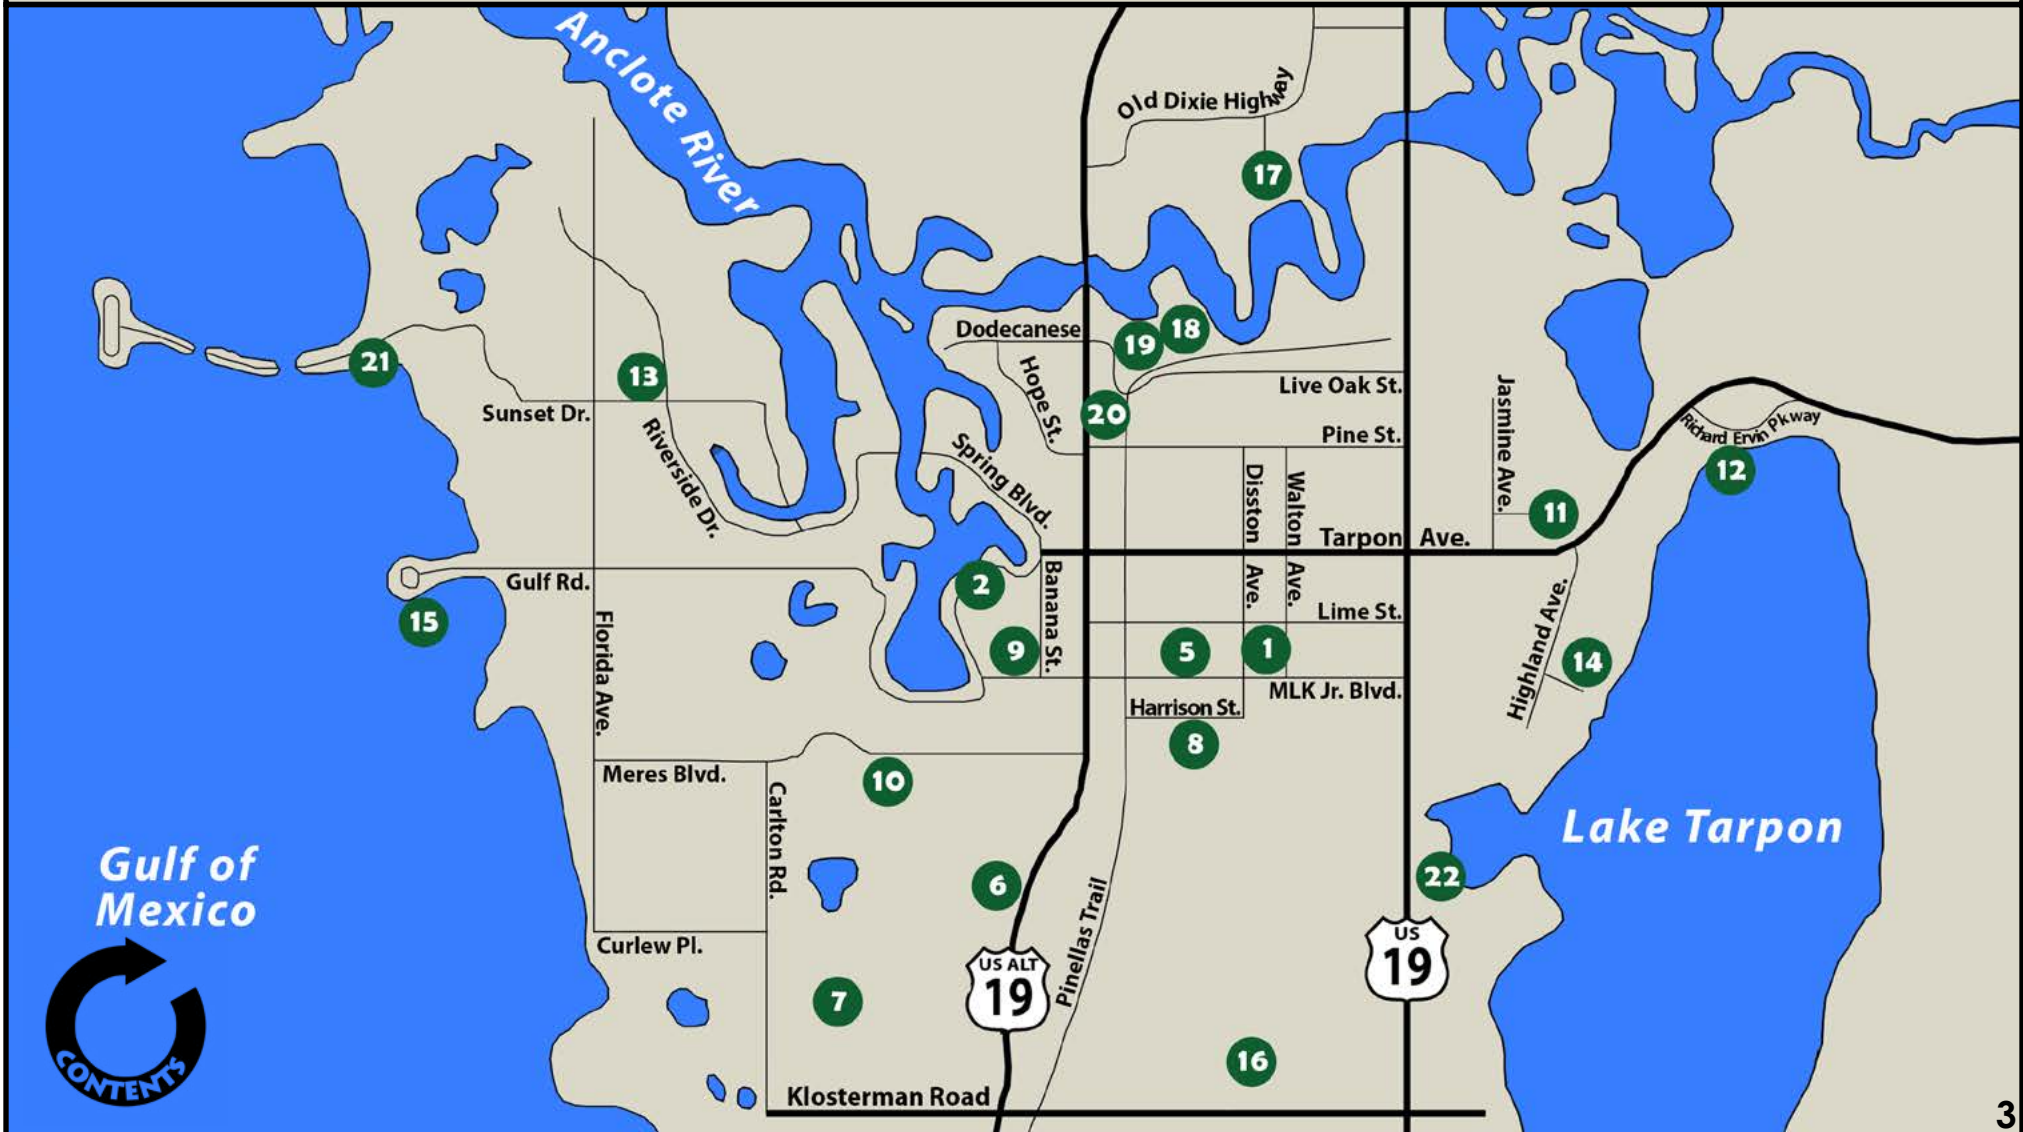 Anclote River
Old Dixie Highway
17
Dodecanese
19
18
21
13
Hope St.
Live Oak St.
Jasmine Ave.
Sunset Dr.
20
Richard Ervin Pkway
Pine St.
Riverside Dr.
Spring Blvd.
12
Disston Ave.
Walton Ave.
11
Tarpon Ave.
Gulf Rd.
2
Banana St.
15
Florida Ave.
Lime St.
Highland Ave.
9
5
1
14
MLK Jr. Blvd.
Harrison St.
8
Meres Blvd.
10
Carlton Rd.
Lake Tarpon
Gulf of
Mexico
6
22
Pinellas Trail
Curlew Pl.
US
19
US ALT
19
7
16
CONTENTS
Klosterman Road
3